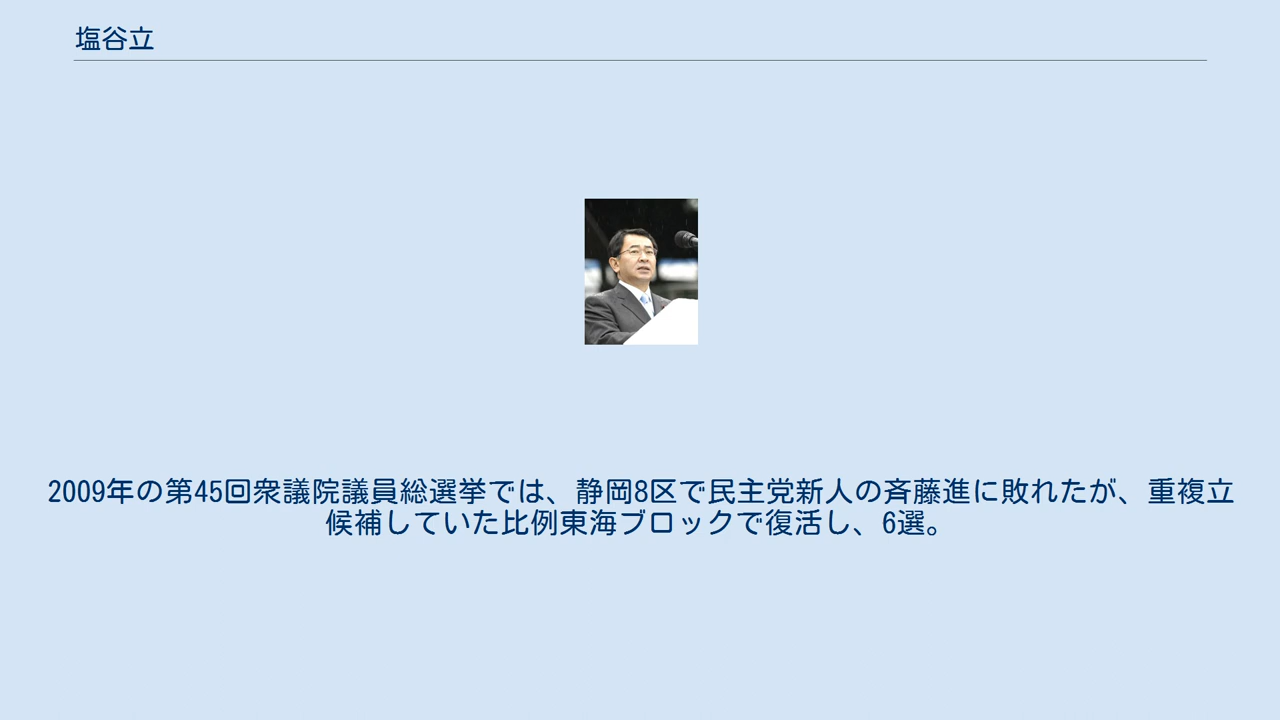 塩谷立
2009年の第45回衆議院議員総選挙では、静岡8区で民主党新人の斉藤進に敗れたが、重複立
候補していた比例東海ブロックで復活し、6選。